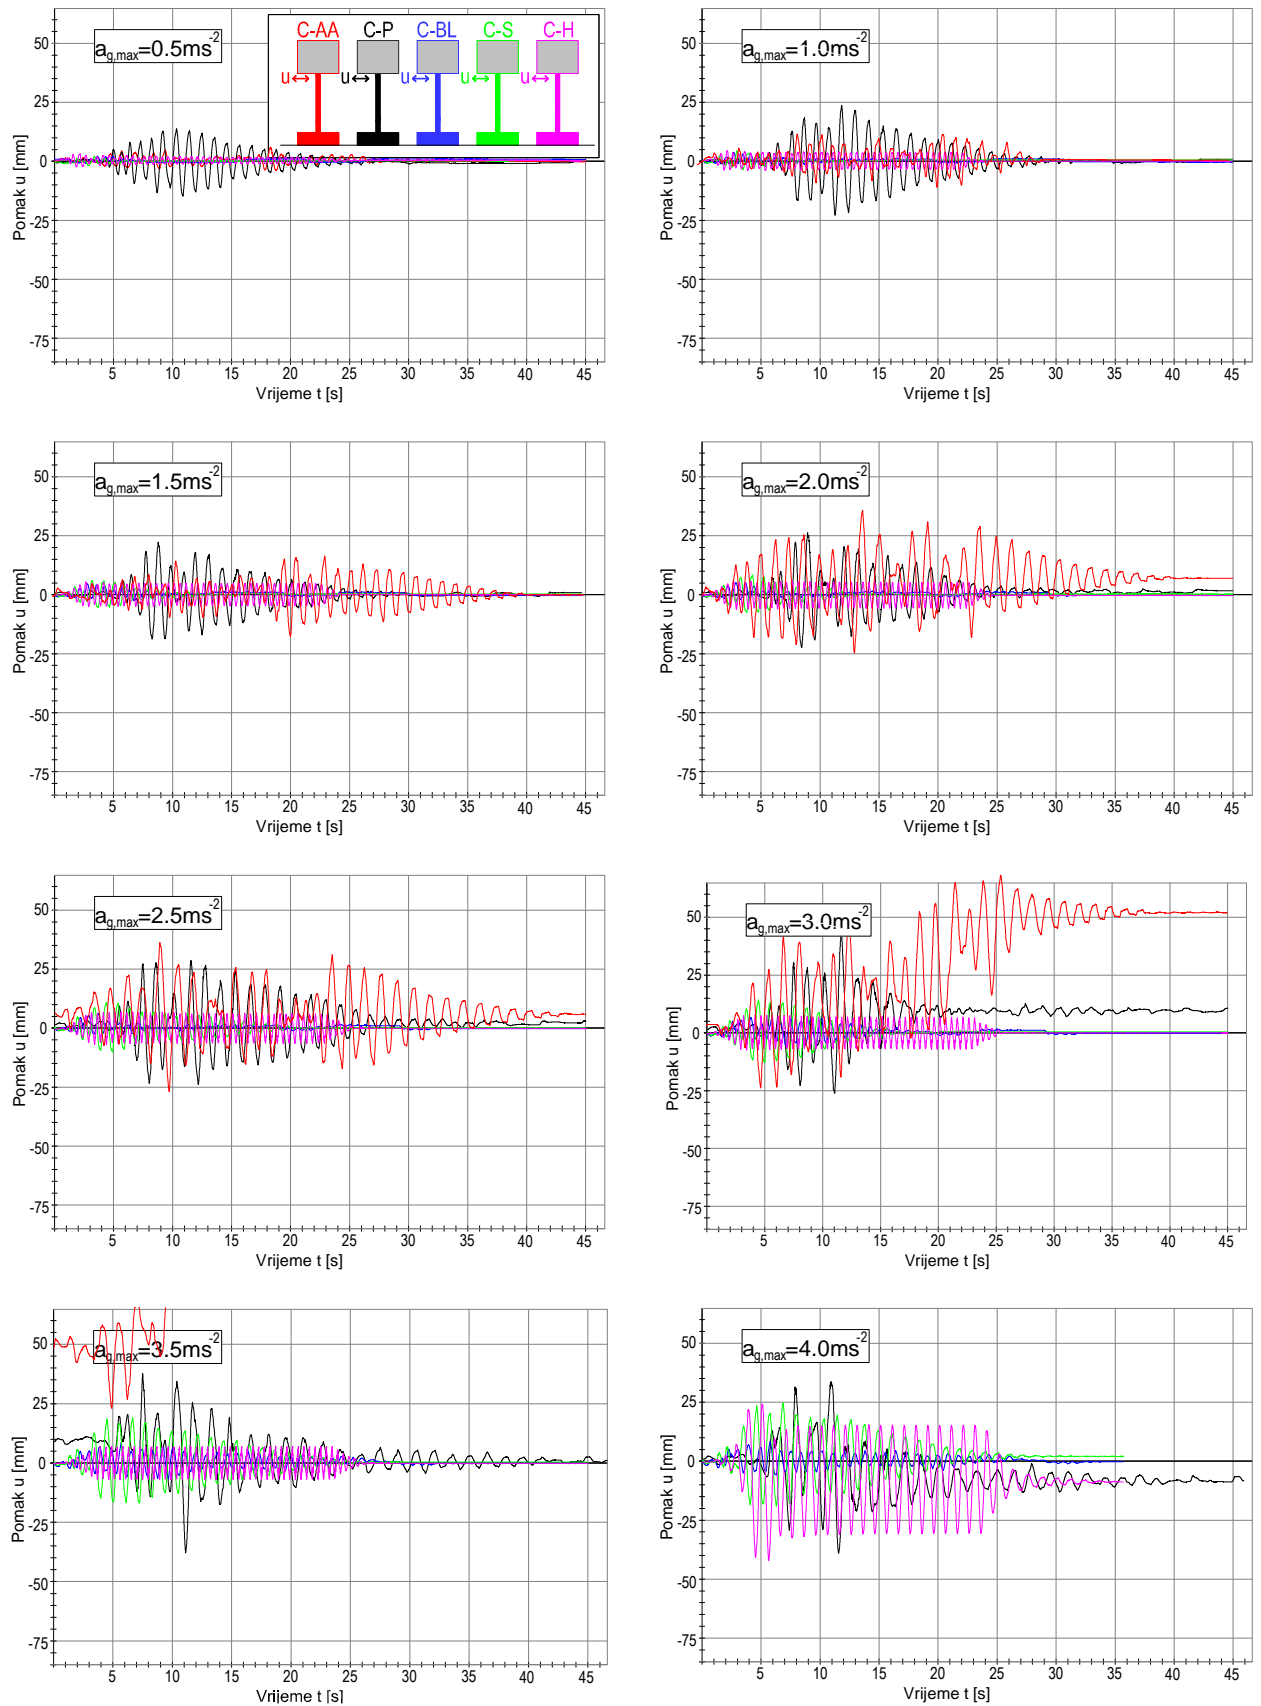 a_g,max=0.5ms^-2
C-AA C-P C-BL C-S C-H
u u u u u
Pomak u [mm]
50
25
0
-25
-50
-75
5 10 15 20 25 30 35 40 45
Vrijeme t [s]
a_g,max=1.0ms^-2
Pomak u [mm]
50
25
0
-25
-50
-75
5 10 15 20 25 30 35 40 45
Vrijeme t [s]
a_g,max=1.5ms^-2
Pomak u [mm]
50
25
0
-25
-50
-75
5 10 15 20 25 30 35 40 45
Vrijeme t [s]
a_g,max=2.0ms^-2
Pomak u [mm]
50
25
0
-25
-50
-75
5 10 15 20 25 30 35 40 45
Vrijeme t [s]
a_g,max=2.5ms^-2
Pomak u [mm]
50
25
0
-25
-50
-75
5 10 15 20 25 30 35 40 45
Vrijeme t [s]
a_g,max=3.0ms^-2
Pomak u [mm]
50
25
0
-25
-50
-75
5 10 15 20 25 30 35 40 45
Vrijeme t [s]
a_g,max=3.5ms^-2
Pomak u [mm]
50
25
0
-25
-50
-75
5 10 15 20 25 30 35 40 45
Vrijeme t [s]
a_g,max=4.0ms^-2
Pomak u [mm]
50
25
0
-25
-50
-75
5 10 15 20 25 30 35 40 45
Vrijeme t [s]